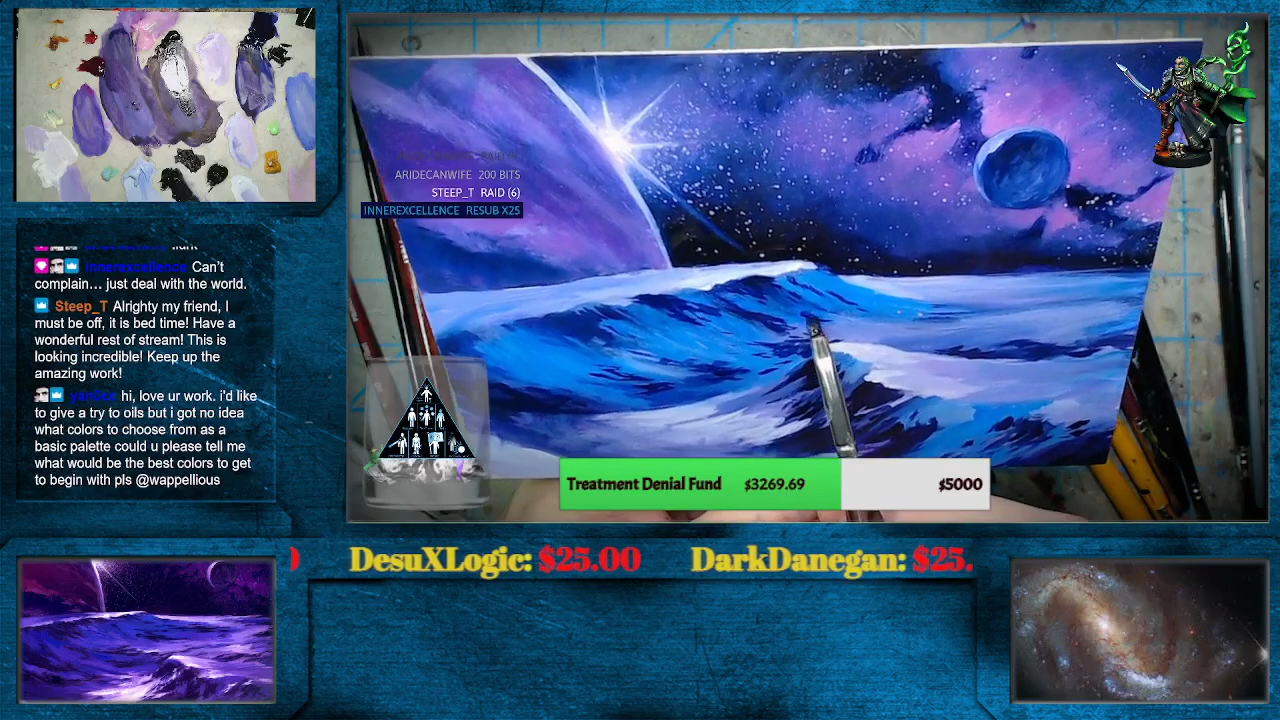 ARIDECANWIFE 200 BITS
STEEP_T RAID (6)
INNEREXCELLENCE RESUB X25
innerexcellence Can't
complain… just deal with the world.
Steep_T Alrighty my friend, I
must be off, it is bed time! Have a
wonderful rest of stream! This is
looking incredible! Keep up the
amazing work!
hi, love ur work. i'd like
to give a try to oils but i got no idea
what colors to choose from as a
basic palette could u please tell me
what would be the best colors to get
to begin with pls @wappellious
Treatment Denial Fund $3269.69 $5000
DesuXLogic: $25.00 DarkDanegan: $25.